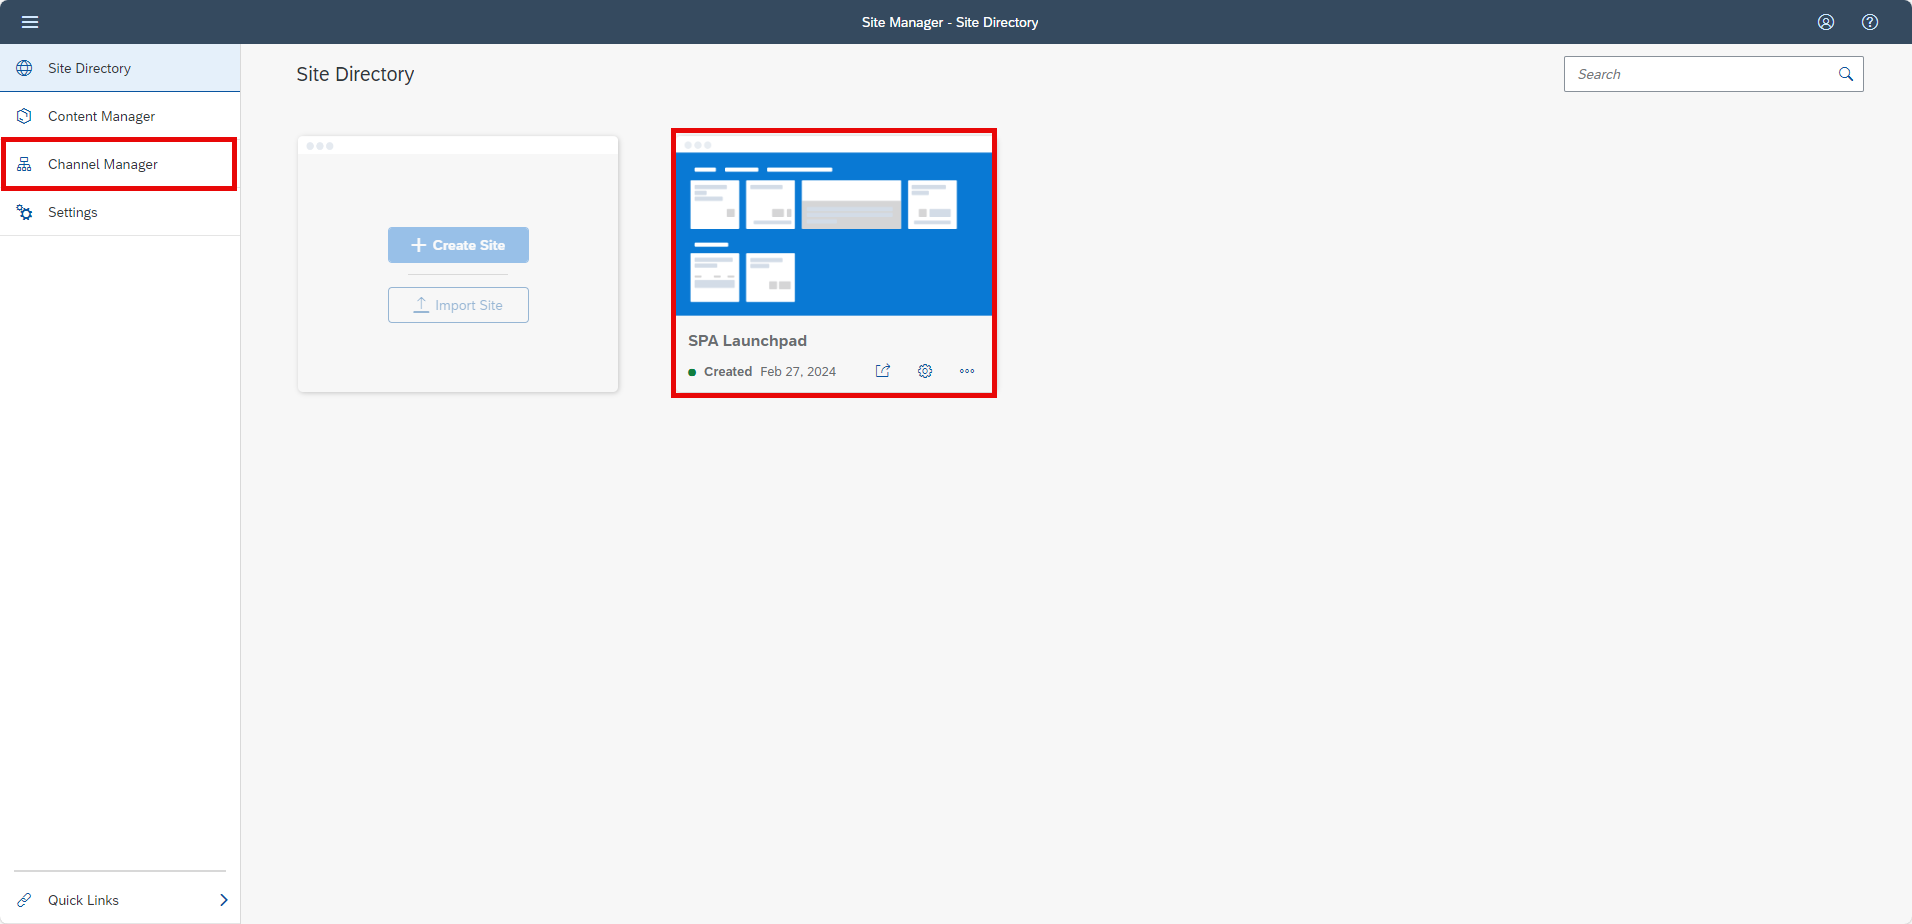 Site Manager - Site Directory
Site Directory
Content Manager
Channel Manager
Settings
Quick Links
Site Directory
Search
Create Site
Import Site
SPA Launchpad
Created Feb 27, 2024